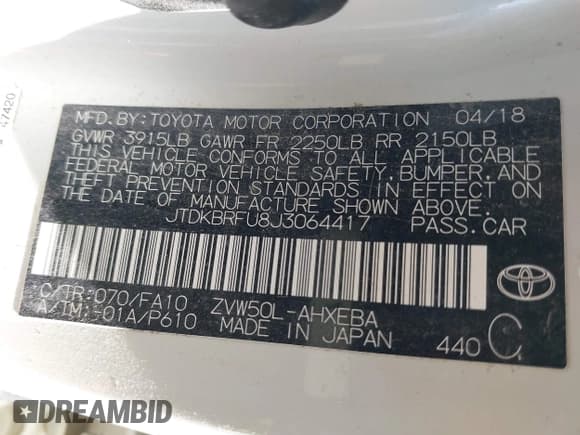 47420
MFD. BY:TOYOTA MOTOR CORPORATION 04/18
GVWR 3915LB GAWR FR 2250LB RR 2150LB
THIS VEHICLE CONFORMS TO ALL APPLICABLE
FEDERAL MOTOR VEHICLE SAFETY,BUMPER,AND
THEFT PREVENTION STANDARDS IN EFFECT ON
THE DATE OF MANUFACTURE SHOWN ABOVE.
JTDKBRFU8J3064417 PASS.CAR
C/TR:070/FA10 ZVW50L-AHXEBA
A/TM:-01A/P610 MADE IN JAPAN
440 C
TOYOTA
DREAMBID